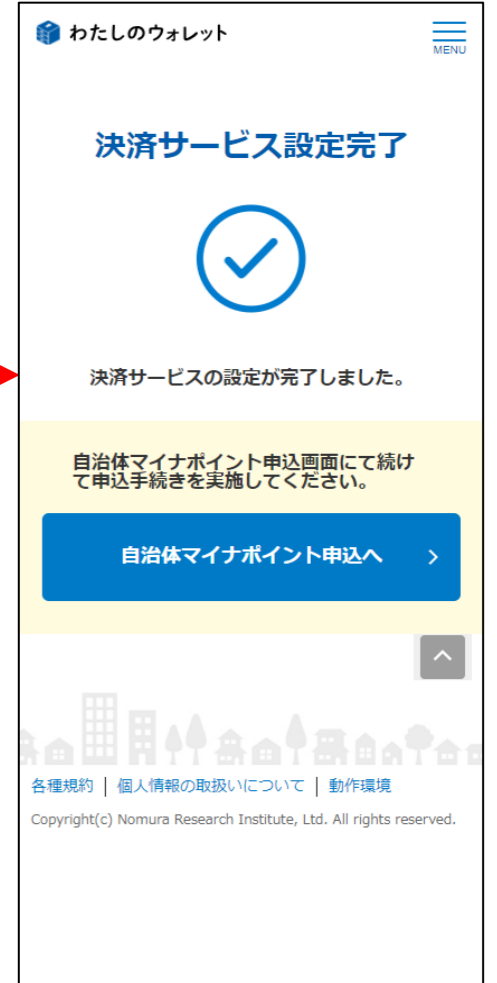 わたしのウォレット
MENU
決済サービス設定完了
決済サービスの設定が完了しました。
自治体マイナポイント申込画面にて続け
て申込手続きを実施してください。
自治体マイナポイント申込へ
各種規約 | 個人情報の取扱いについて | 動作環境
Copyright(c) Nomura Research Institute, Ltd. All rights reserved.